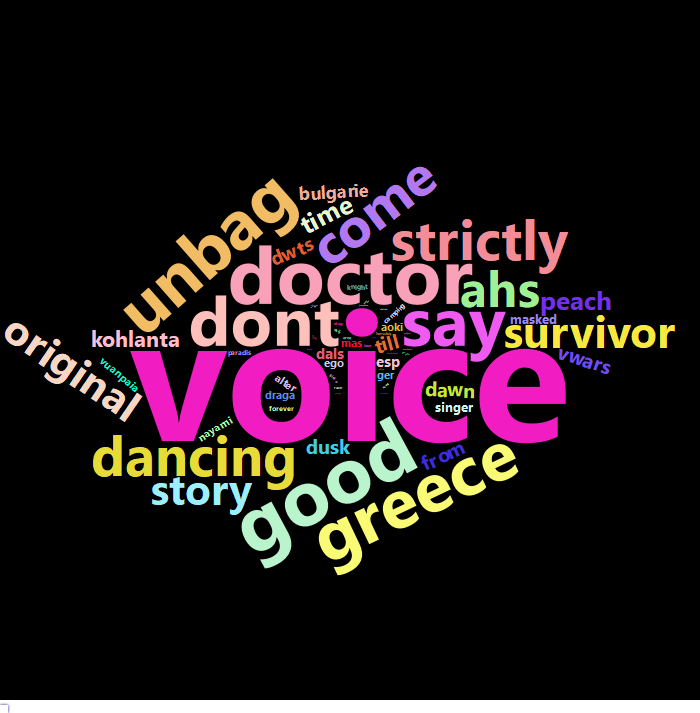 bulgarie
come
time
unbag
strictly
dwts
doctor
knight
ahs
peach
camping
masked
original
kohlanta
dont
aoki
say
survivor
mas
till
voice
paradis
dals
ego
esp
vwars
vuanpaia
alter
ger
draga
dawn
forever
singer
nayami
dancing
dusk
good
from
greece
story